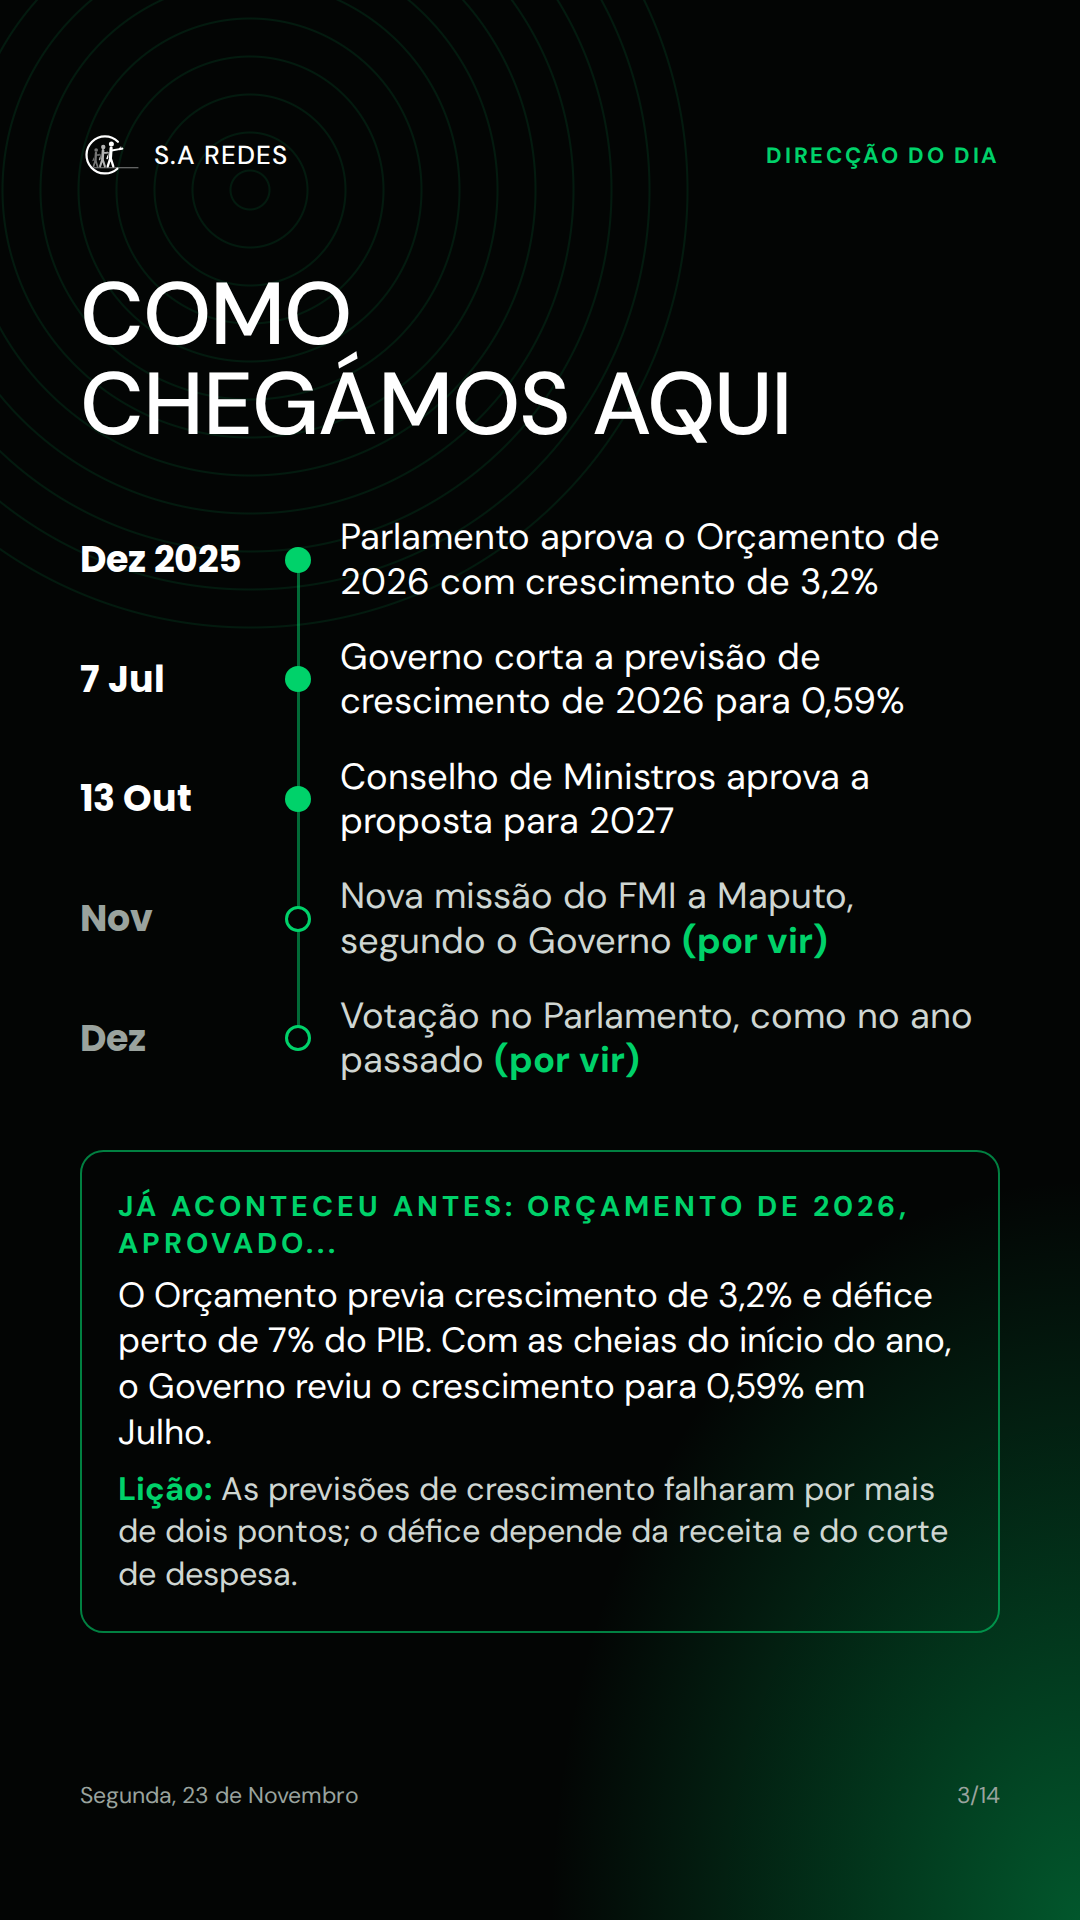 S.A REDES
DIRECÇÃO DO DIA
COMO
CHEGÁMOS AQUI
Dez 2025
Parlamento aprova o Orçamento de
2026 com crescimento de 3,2%
7 Jul
Governo corta a previsão de
crescimento de 2026 para 0,59%
13 Out
Conselho de Ministros aprova a
proposta para 2027
Nov
Nova missão do FMI a Maputo,
segundo o Governo (por vir)
Dez
Votação no Parlamento, como no ano
passado (por vir)
JÁ ACONTECEU ANTES: ORÇAMENTO DE 2026,
APROVADO...
O Orçamento previa crescimento de 3,2% e défice
perto de 7% do PIB. Com as cheias do início do ano,
o Governo reviu o crescimento para 0,59% em
Julho.
Lição: As previsões de crescimento falharam por mais
de dois pontos; o défice depende da receita e do corte
de despesa.
Segunda, 23 de Novembro
3/14